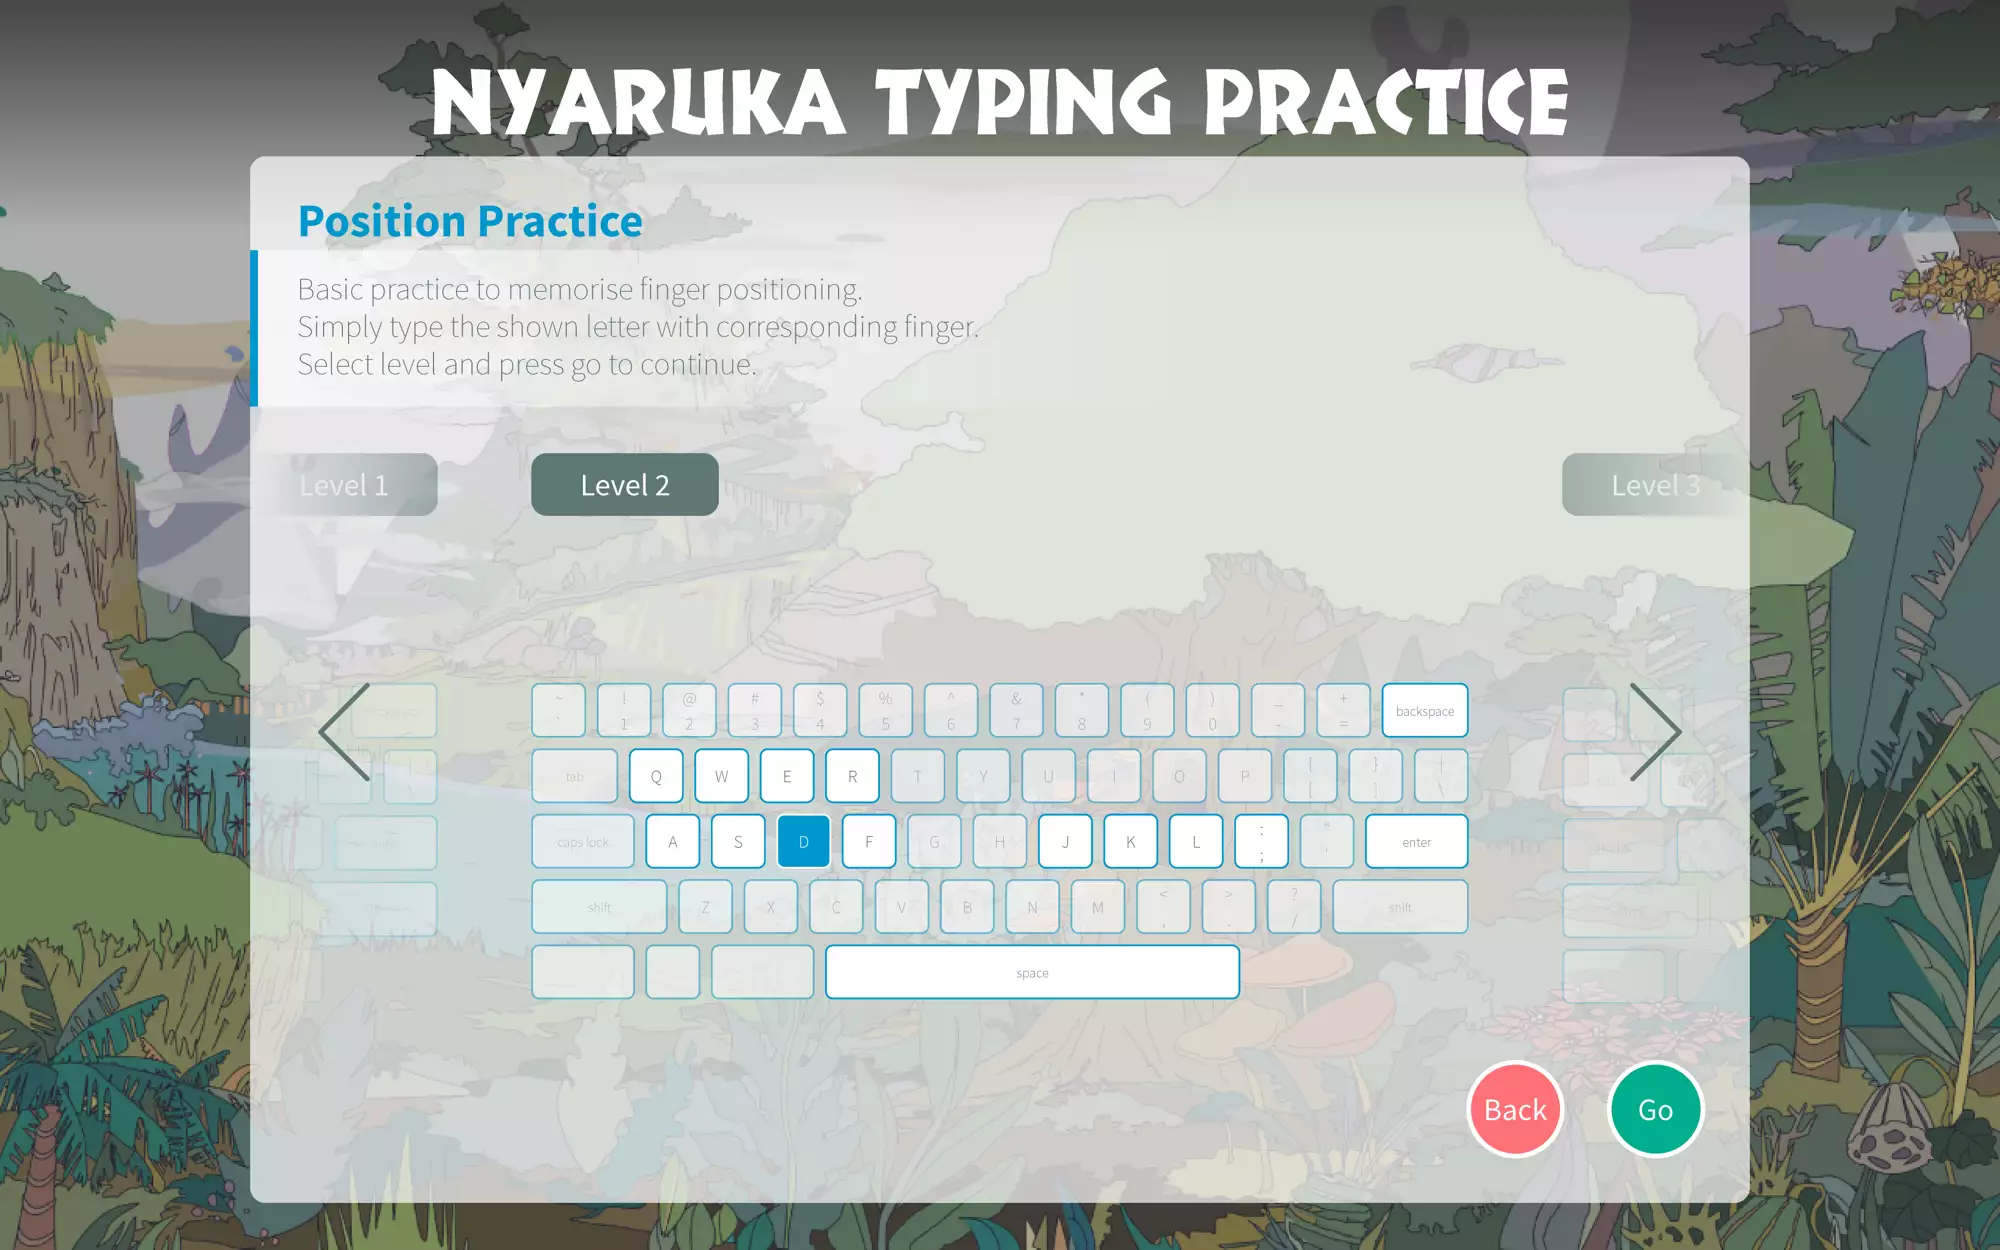 NYARUKA TYPING PRACTICE
Position Practice
Basic practice to memorise finger positioning.
Simply type the shown letter with corresponding finger.
Select level and press go to continue.
Level 1
Level 2
Level 3
~ ! @ # $ % ^ & * ( ) _ +
` 1 2 3 4 5 6 7 8 9 0 - = backspace
tab Q W E R T Y U I O P { [ } ] | \
caps lock A S D F G H J K L : ; " ' enter
shift Z X C V B N M < , > . ? / shift
space
Back
Go